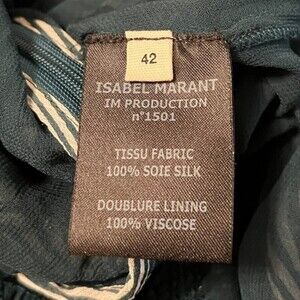 42
ISABEL MARANT
IM PRODUCTION
n°1501
TISSU FABRIC
100% SOIE SILK
DOUBLURE LINING
100% VISCOSE